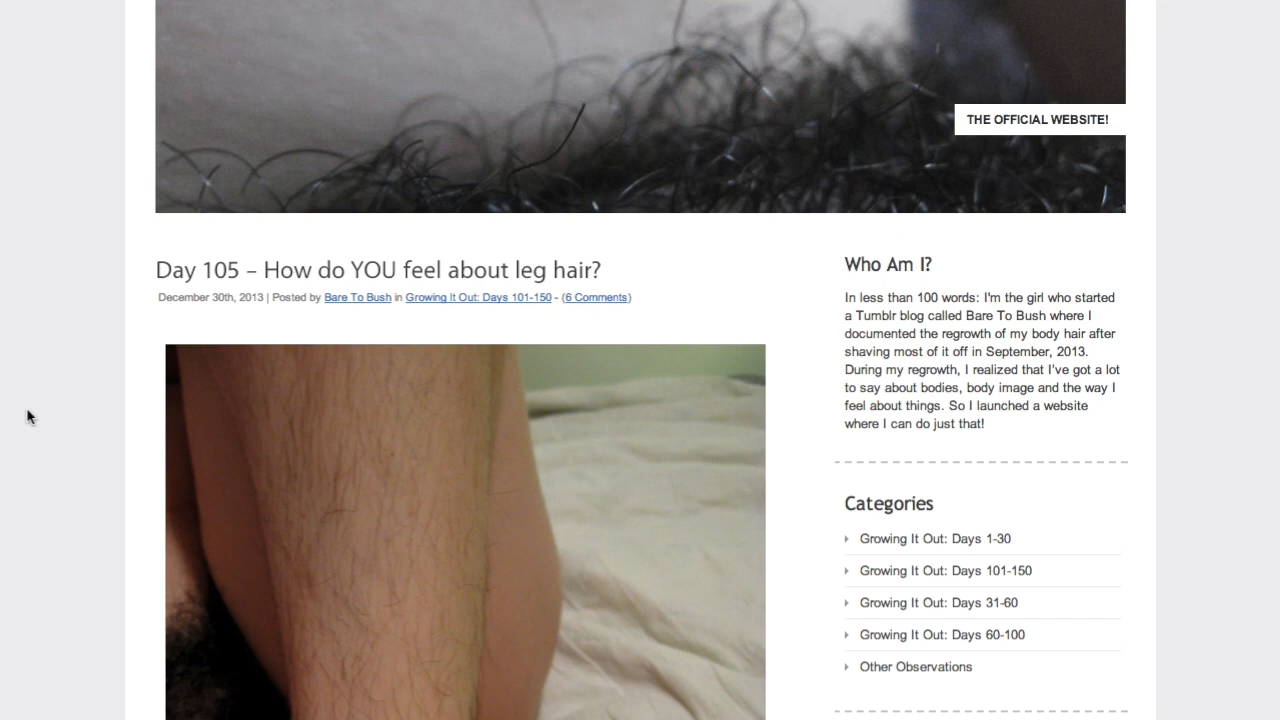 THE OFFICIAL WEBSITE!
Day 105 – How do YOU feel about leg hair?
December 30th, 2013 | Posted by Bare To Bush in Growing It Out: Days 101-150 - (6 Comments)
Who Am I?
In less than 100 words: I'm the girl who started
a Tumblr blog called Bare To Bush where I
documented the regrowth of my body hair after
shaving most of it off in September, 2013.
During my regrowth, I realized that I've got a lot
to say about bodies, body image and the way I
feel about things. So I launched a website
where I can do just that!
Categories
Growing It Out: Days 1-30
Growing It Out: Days 101-150
Growing It Out: Days 31-60
Growing It Out: Days 60-100
Other Observations